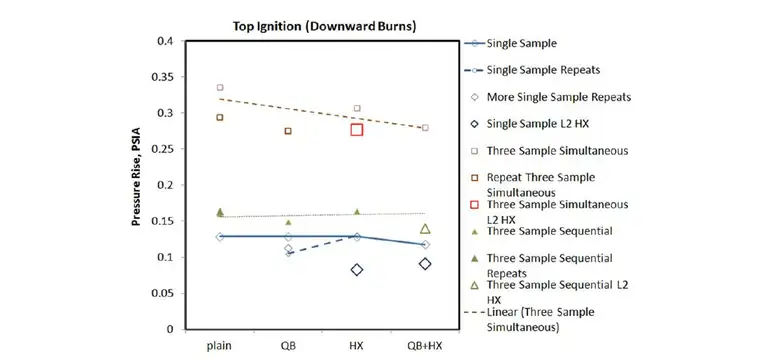 Top Ignition (Downward Burns)
0.4
0.35
0.3
0.25
0.2
0.15
0.1
0.05
0
Pressure Rise, PSIA
plain QB HX QB+HX
Single Sample
Single Sample Repeats
More Single Sample Repeats
Single Sample L2 HX
Three Sample Simultaneous
Repeat Three Sample
Simultaneous
Three Sample Simultaneous
L2 HX
Three Sample Sequential
Three Sample Sequential
Repeats
Three Sample Sequential L2
HX
Linear (Three Sample
Simultaneous)